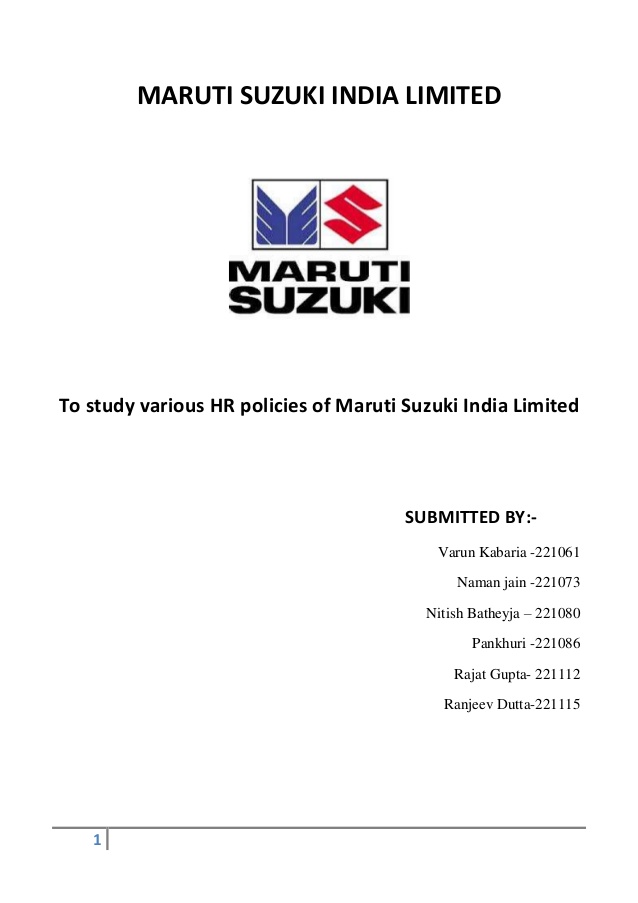 MARUTI SUZUKI INDIA LIMITED
MARUTI
SUZUKI
To study various HR policies of Maruti Suzuki India Limited
SUBMITTED BY:-
Varun Kabaria -221061
Naman jain -221073
Nitish Batheyja – 221080
Pankhuri -221086
Rajat Gupta- 221112
Ranjeev Dutta-221115
1